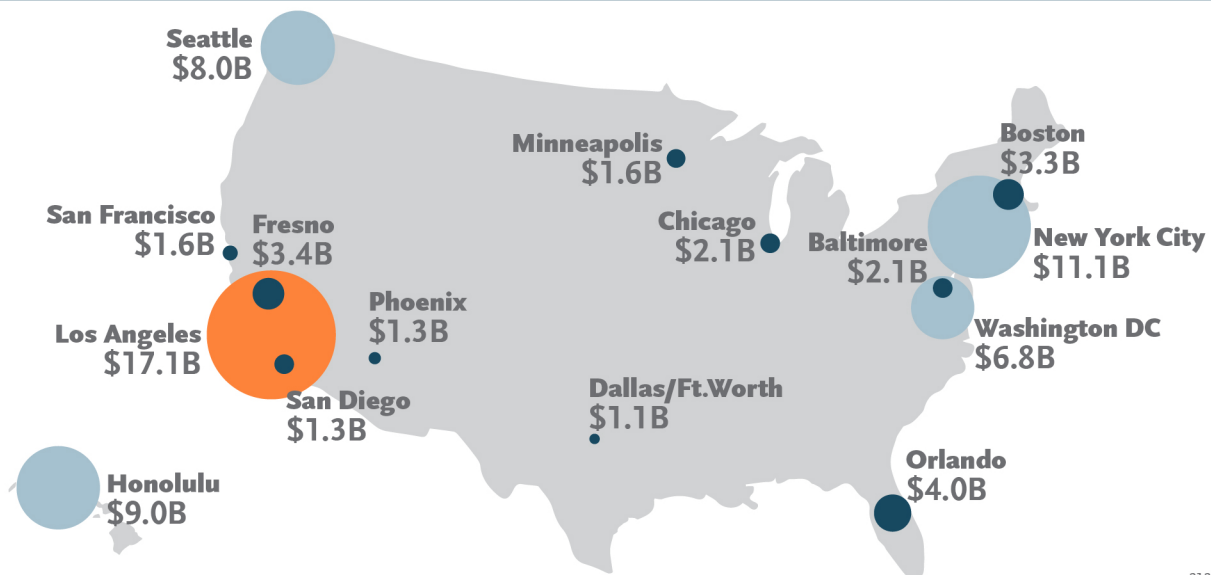 Seattle
$8.0B
Minneapolis
$1.6B
Boston
$3.3B
San Francisco
$1.6B
Fresno
$3.4B
Chicago
$2.1B
Baltimore
$2.1B
New York City
$11.1B
Phoenix
$1.3B
Los Angeles
$17.1B
Washington DC
$6.8B
San Diego
$1.3B
Dallas/Ft.Worth
$1.1B
Orlando
$4.0B
Honolulu
$9.0B